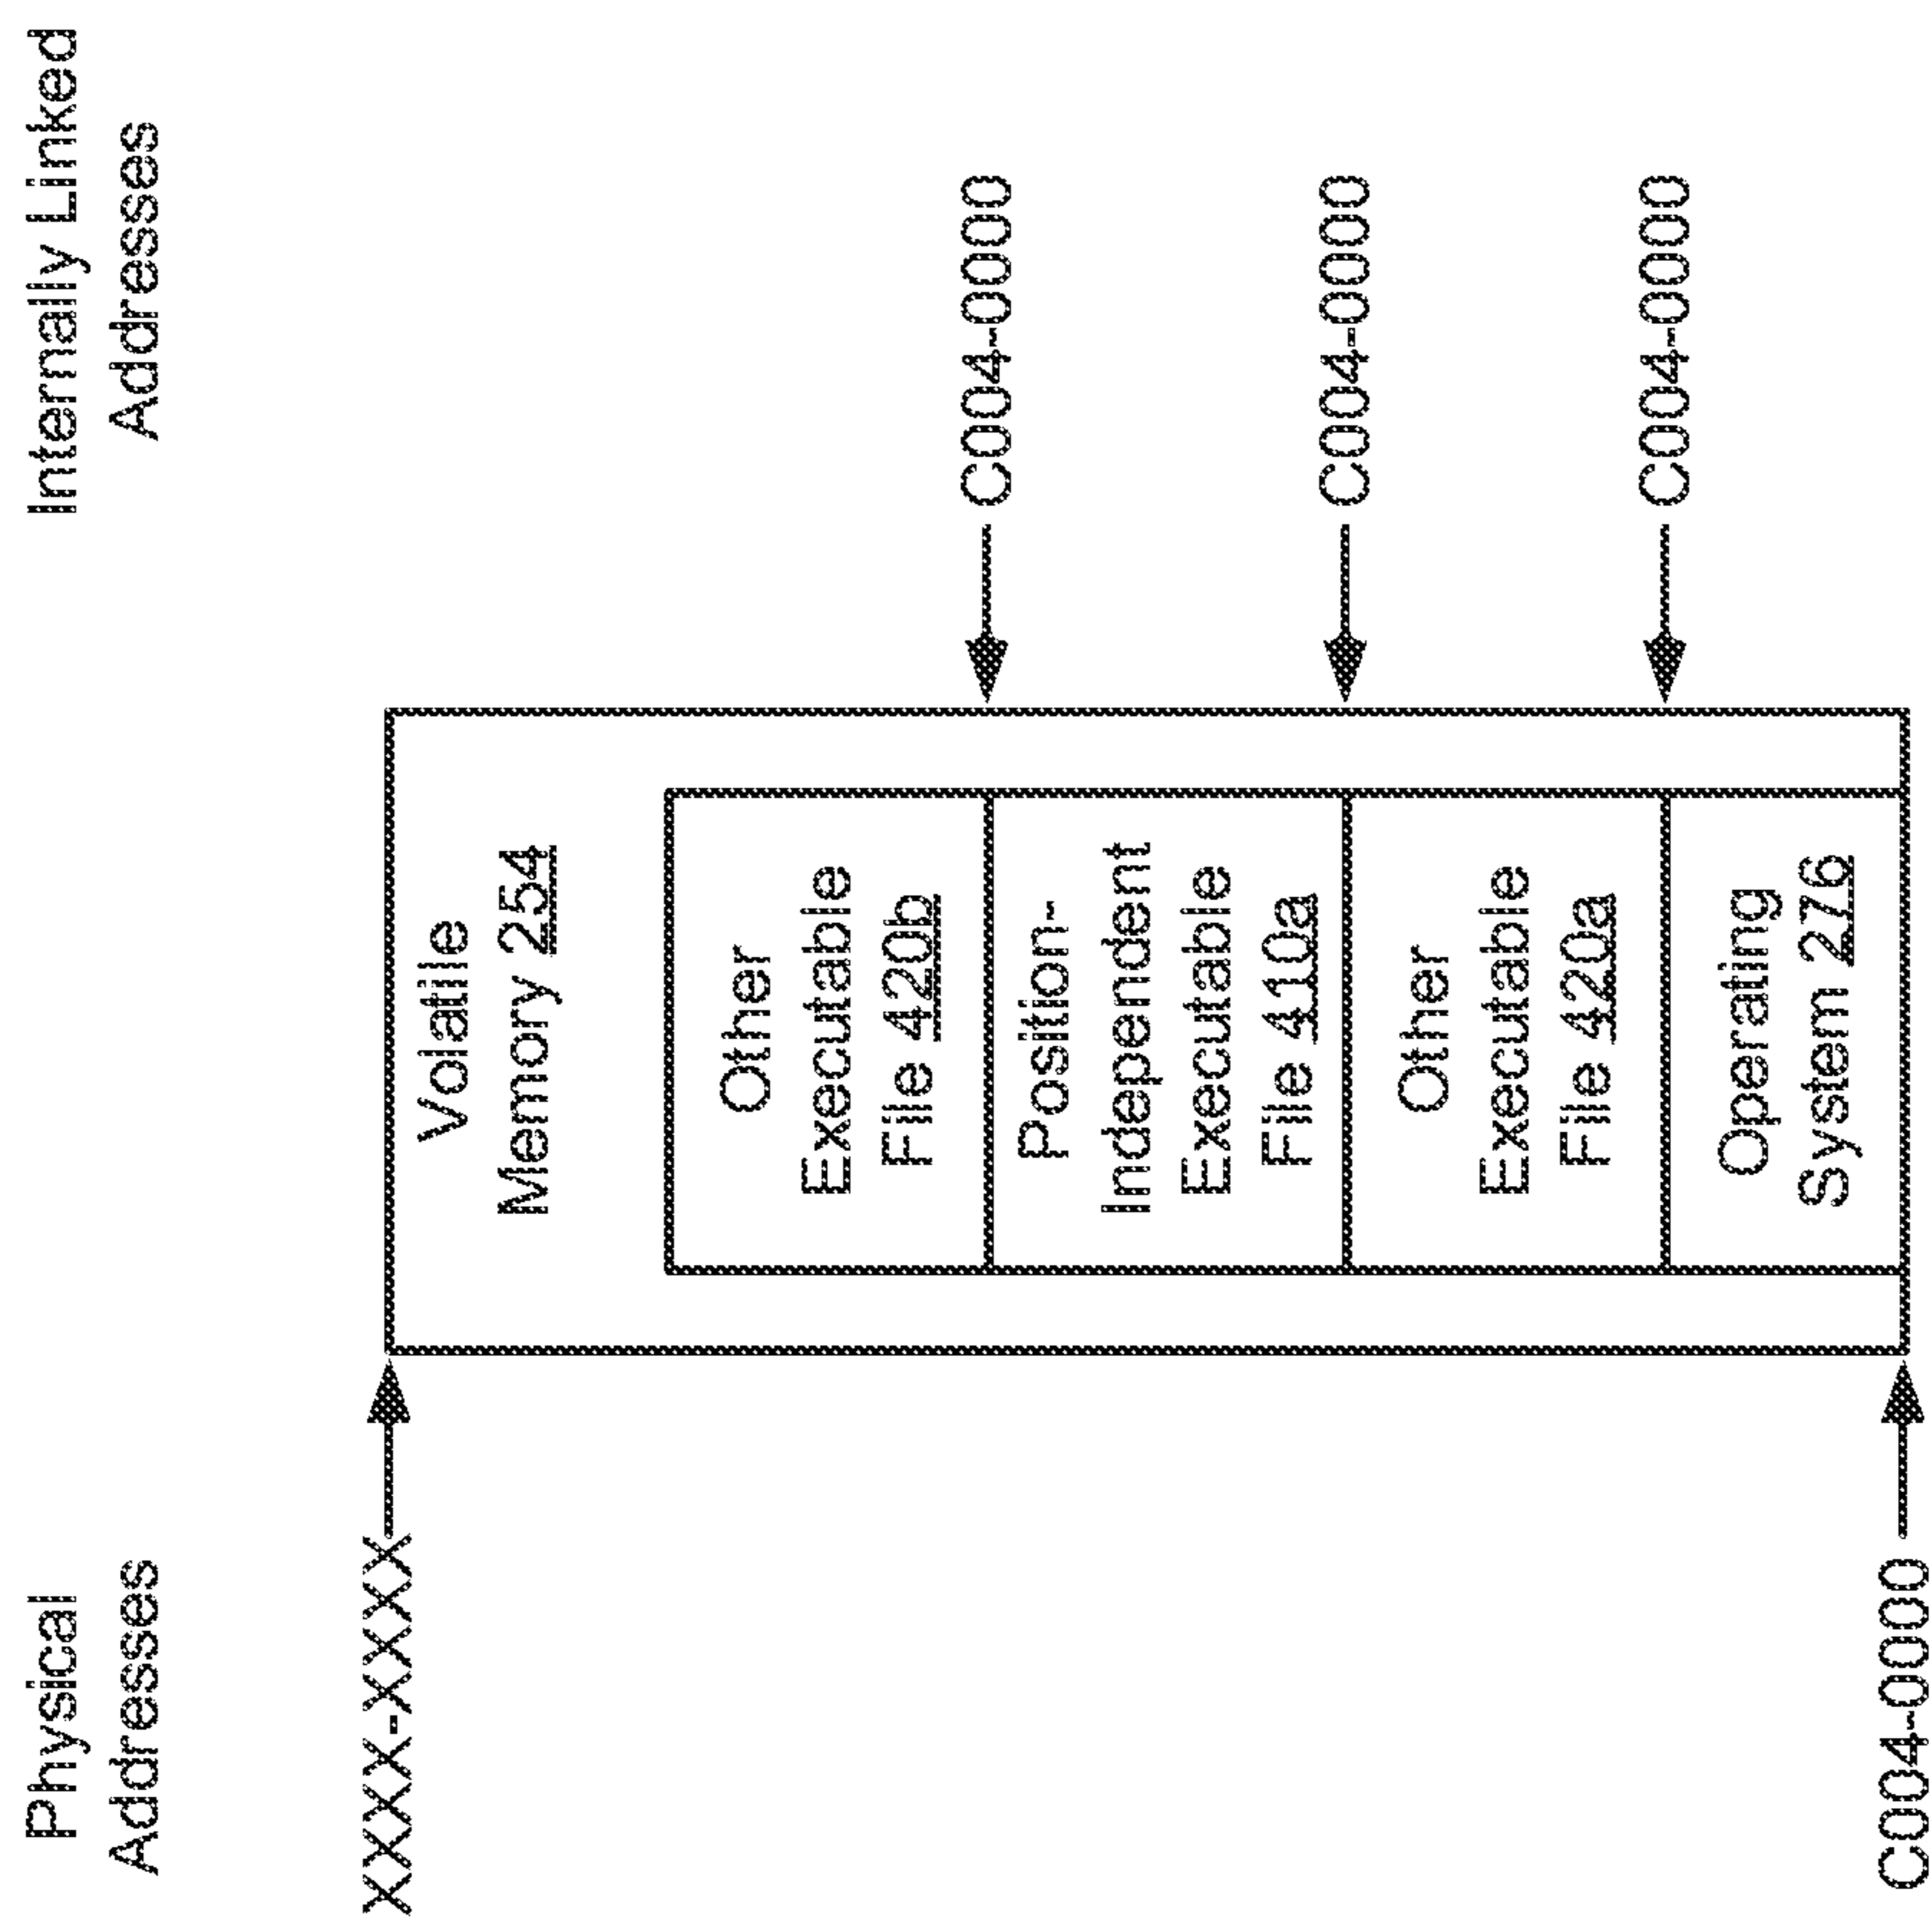 Physical
Addresses
Internally Linked
Addresses
XXXX-XXXX
Volatile
Memory 254
Other
Executable
File 420b
C004-0000
Position-
Independent
Executable
File 410a
C004-0000
Other
Executable
File 420a
C004-0000
Operating
System 276
C004-0000